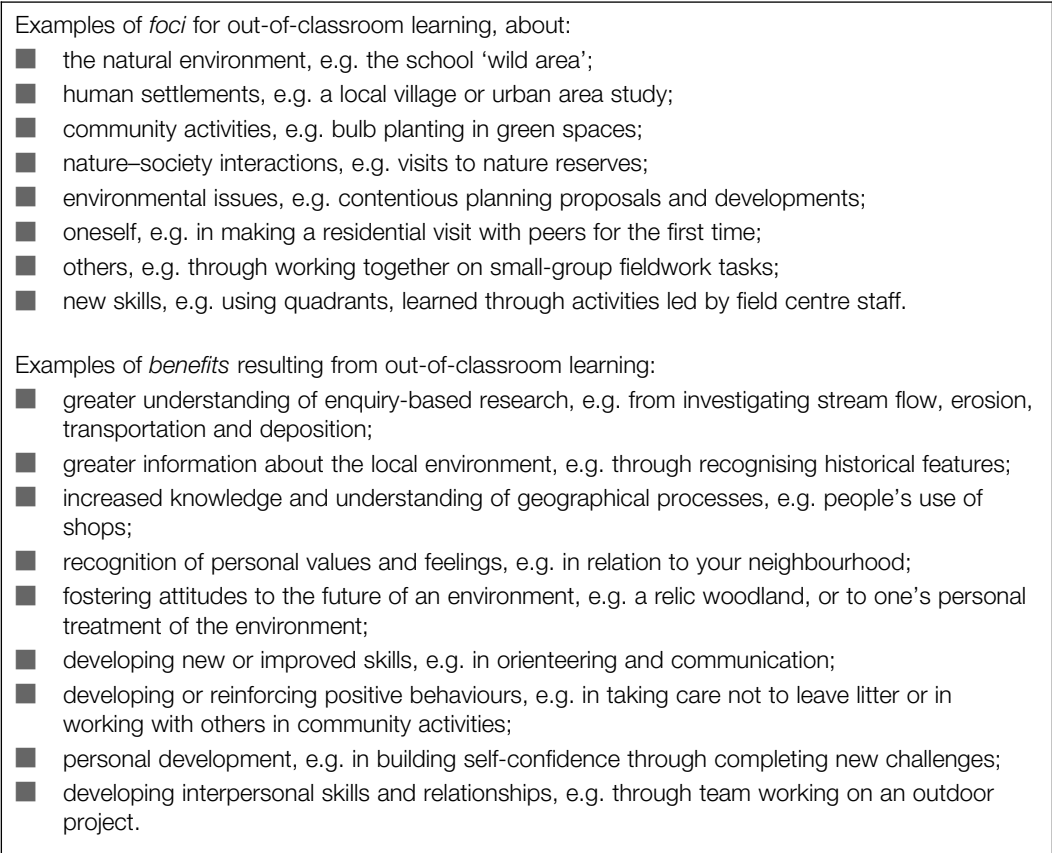 Examples of foci for out-of-classroom learning, about:
■ the natural environment, e.g. the school ‘wild area’;
■ human settlements, e.g. a local village or urban area study;
■ community activities, e.g. bulb planting in green spaces;
■ nature–society interactions, e.g. visits to nature reserves;
■ environmental issues, e.g. contentious planning proposals and developments;
■ oneself, e.g. in making a residential visit with peers for the first time;
■ others, e.g. through working together on small-group fieldwork tasks;
■ new skills, e.g. using quadrants, learned through activities led by field centre staff.
Examples of benefits resulting from out-of-classroom learning:
■ greater understanding of enquiry-based research, e.g. from investigating stream flow, erosion,
transportation and deposition;
■ greater information about the local environment, e.g. through recognising historical features;
■ increased knowledge and understanding of geographical processes, e.g. people’s use of
shops;
■ recognition of personal values and feelings, e.g. in relation to your neighbourhood;
■ fostering attitudes to the future of an environment, e.g. a relic woodland, or to one’s personal
treatment of the environment;
■ developing new or improved skills, e.g. in orienteering and communication;
■ developing or reinforcing positive behaviours, e.g. in taking care not to leave litter or in
working with others in community activities;
■ personal development, e.g. in building self-confidence through completing new challenges;
■ developing interpersonal skills and relationships, e.g. through team working on an outdoor
project.